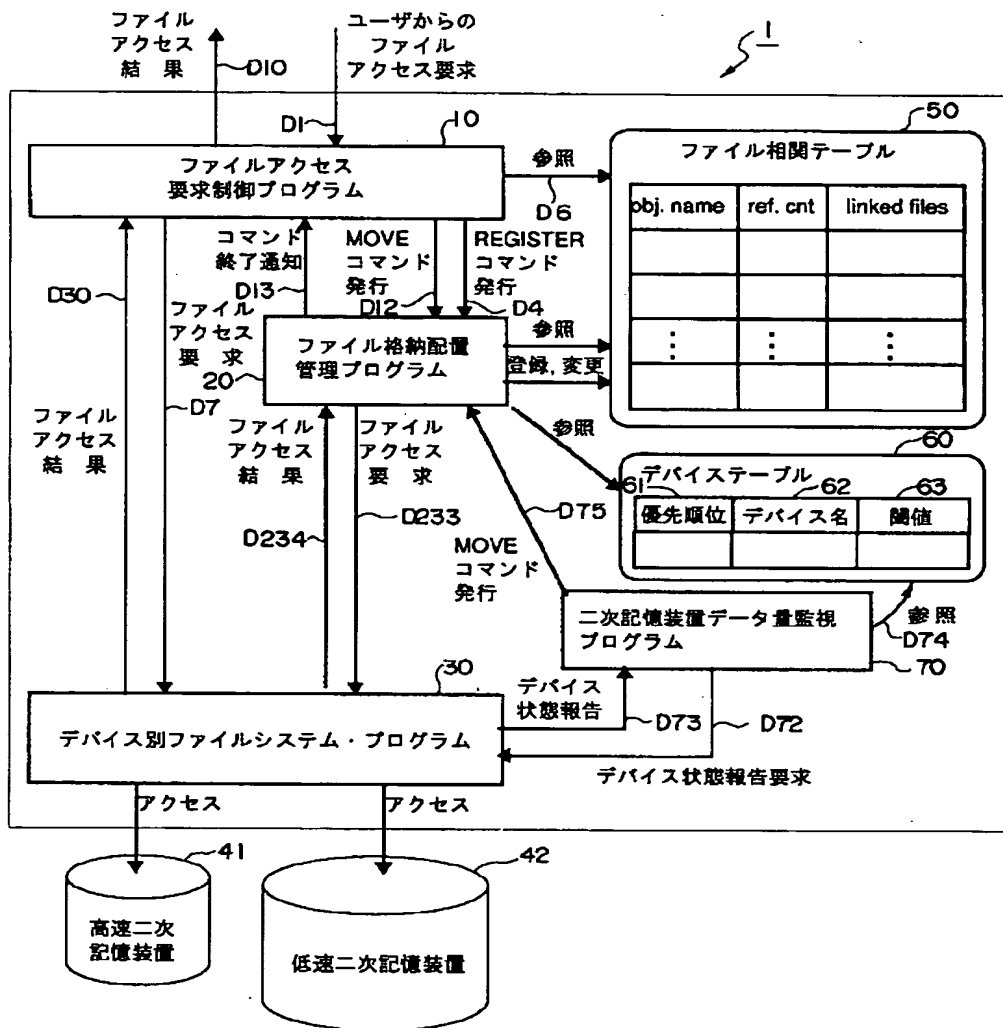 ファイル
アクセス
結 果
D10
ユーザからの
ファイル
アクセス要求
D1
1
10
ファイルアクセス
要求制御プログラム
参照
D6
50
ファイル相関テーブル
obj. name
ref. cnt
linked files
⋮
⋮
⋮
コマンド
終了通知
D13
MOVE
コマンド
発行
D12
REGISTER
コマンド
発行
D4
D30
ファイル
アクセス
要 求
D7
20
ファイル格納配置
管理プログラム
参照
登録,変更
参照
60
デバイステーブル
61
62
63
優先順位
デバイス名
閾値
ファイル
アクセス
結 果
ファイル
アクセス
結 果
D234
ファイル
アクセス
要 求
D233
D75
MOVE
コマンド
発行
二次記憶装置データ量監視
プログラム
参照
D74
70
30
デバイス別ファイルシステム・プログラム
デバイス
状態報告
D73
D72
デバイス状態報告要求
アクセス
アクセス
41
高速二次
記憶装置
42
低速二次記憶装置